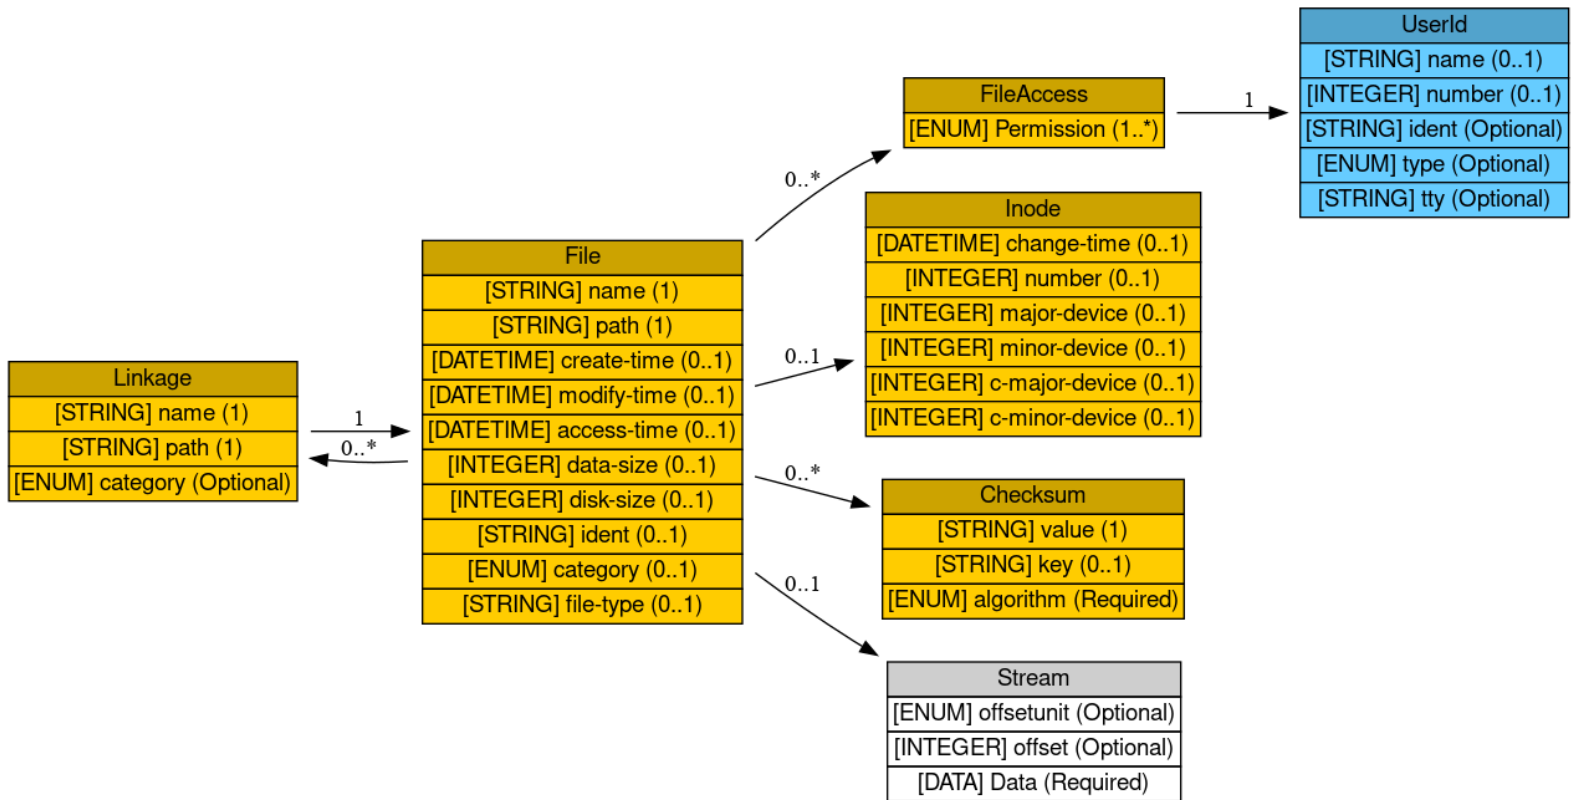 UserId
[STRING] name (0..1)
[INTEGER] number (0..1)
[STRING] ident (Optional)
[ENUM] type (Optional)
[STRING] tty (Optional)
1
FileAccess
[ENUM] Permission (1..*)
0..*
Inode
[DATETIME] change-time (0..1)
[INTEGER] number (0..1)
[INTEGER] major-device (0..1)
[INTEGER] minor-device (0..1)
[INTEGER] c-major-device (0..1)
[INTEGER] c-minor-device (0..1)
0..1
File
[STRING] name (1)
[STRING] path (1)
[DATETIME] create-time (0..1)
[DATETIME] modify-time (0..1)
[DATETIME] access-time (0..1)
[INTEGER] data-size (0..1)
[INTEGER] disk-size (0..1)
[STRING] ident (0..1)
[ENUM] category (0..1)
[STRING] file-type (0..1)
Linkage
[STRING] name (1)
[STRING] path (1)
[ENUM] category (Optional)
1
0..*
0..*
Checksum
[STRING] value (1)
[STRING] key (0..1)
[ENUM] algorithm (Required)
0..1
Stream
[ENUM] offsetunit (Optional)
[INTEGER] offset (Optional)
[DATA] Data (Required)